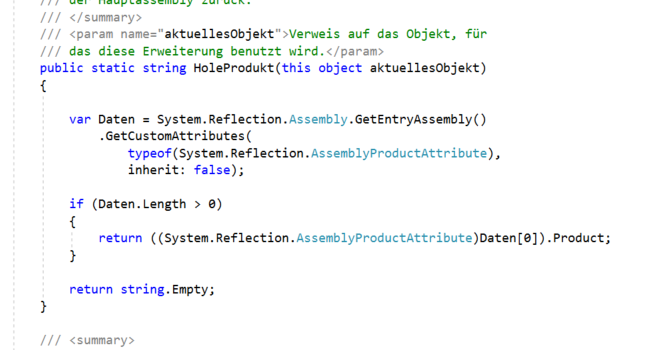 /// der Hauptassembly zurück.
/// </summary>
/// <param name="aktuellesObjekt">Verweis auf das Objekt, für
/// das diese Erweiterung benutzt wird.</param>
public static string HoleProdukt(this object aktuellesObjekt)
{
var Daten = System.Reflection.Assembly.GetEntryAssembly()
.GetCustomAttributes(
typeof(System.Reflection.AssemblyProductAttribute),
inherit: false);
if (Daten.Length > 0)
{
return ((System.Reflection.AssemblyProductAttribute)Daten[0]).Product;
}
return string.Empty;
}
/// <summary>